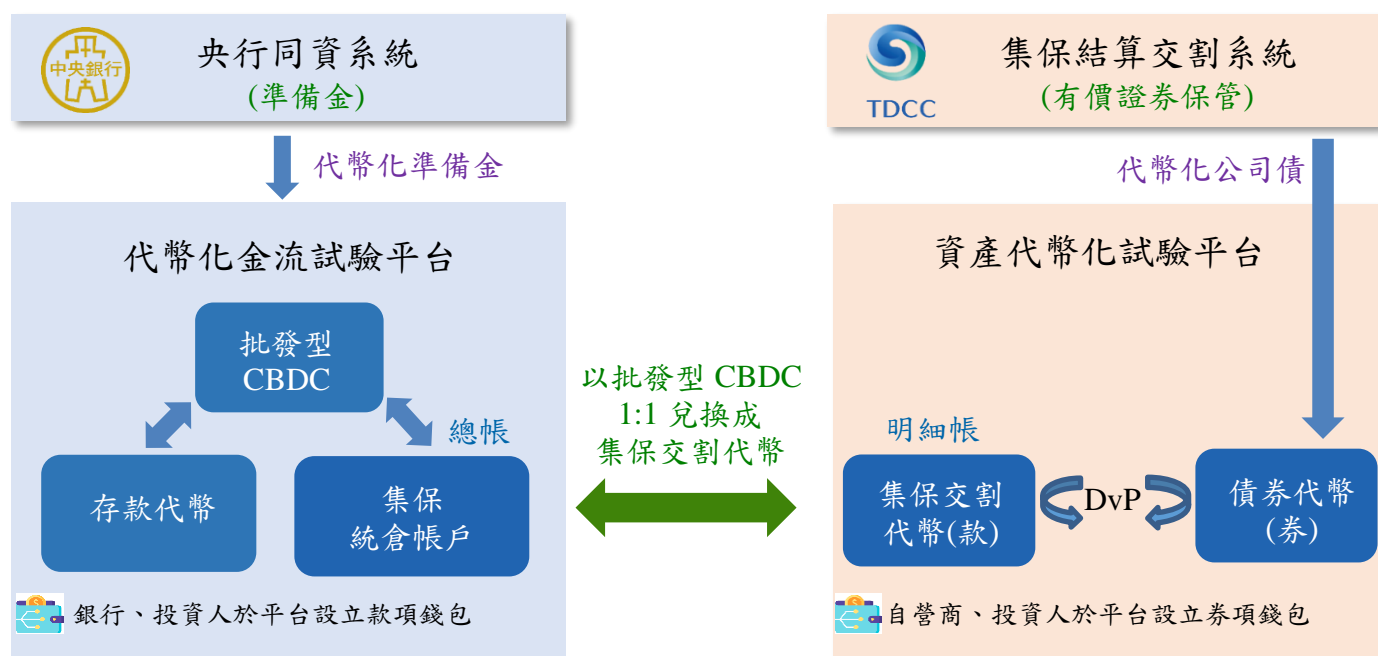 中央銀行
央行同資系統
(準備金)
代幣化準備金
代幣化金流試驗平台
批發型
CBDC
總帳
存款代幣
集保
統倉帳戶
銀行、投資人於平台設立款項錢包
以批發型 CBDC
1:1 兌換成
集保交割代幣
TDCC
集保結算交割系統
(有價證券保管)
代幣化公司債
資產代幣化試驗平台
明細帳
集保交割
代幣(款)
DvP
債券代幣
(券)
自營商、投資人於平台設立券項錢包